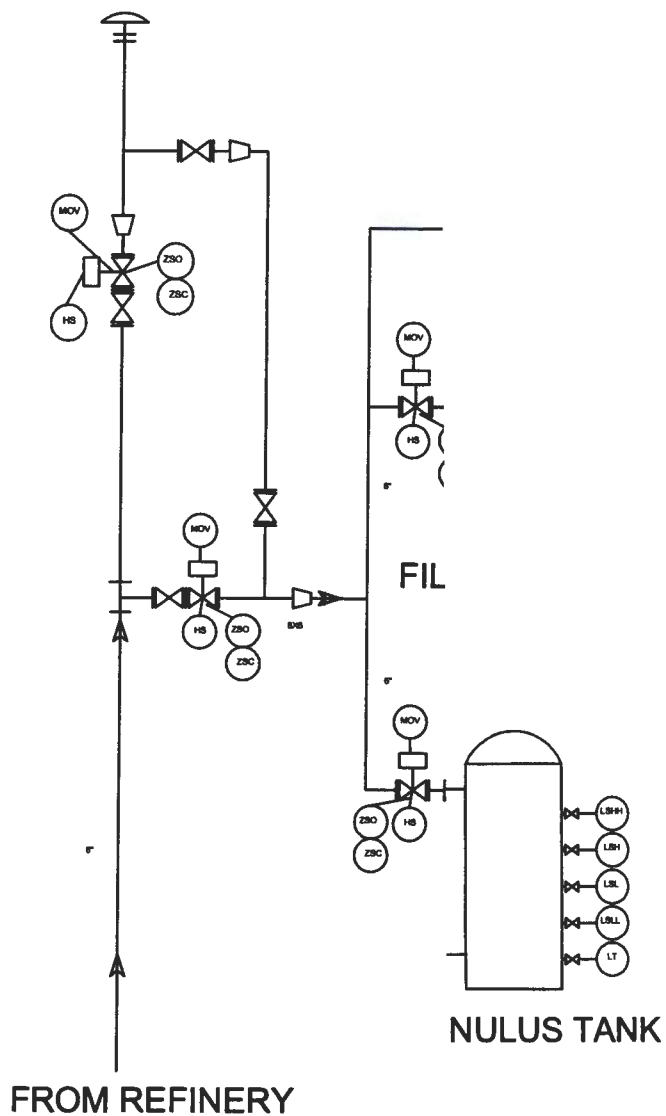 MOV
ZSO
ZSC
HS
MOV
HS
6"
MOV
FIL
HS
ZSO
8X6
ZSC
6"
MOV
ZSO
HS
ZSC
LSHH
LSH
LSL
LSLL
LT
NULUS TANK
FROM REFINERY